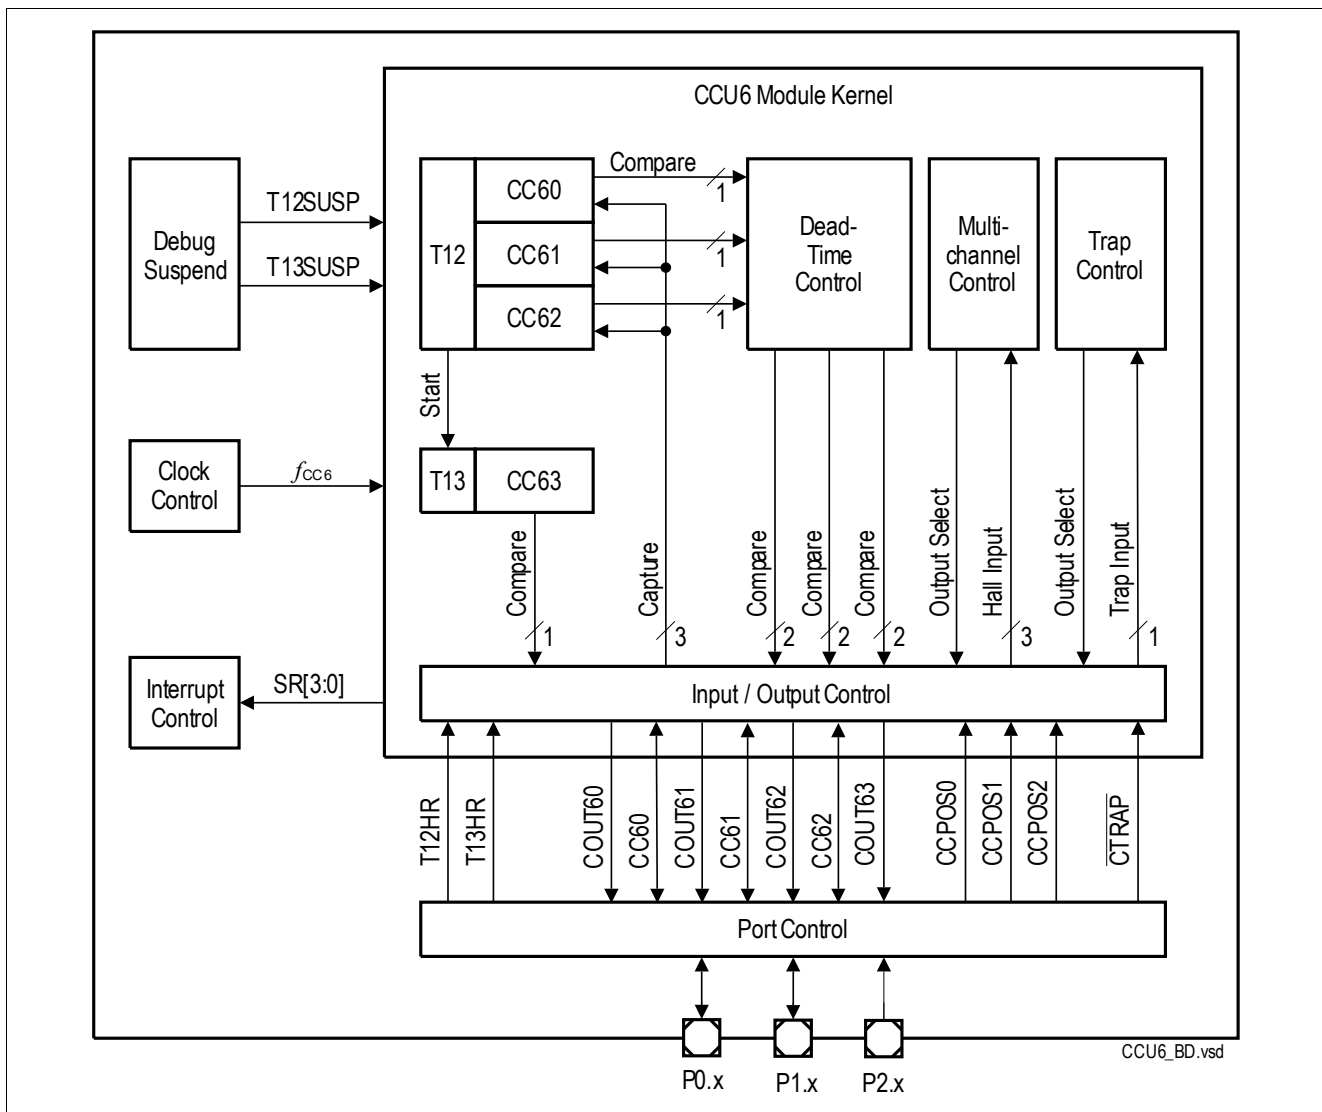 CCU6 Module Kernel
Debug
Suspend
T12SUSP
T13SUSP
T12
CC60
CC61
CC62
Compare
1
1
1
Dead-
Time
Control
Multi-
channel
Control
Trap
Control
Start
Clock
Control
fCC6
T13
CC63
Compare
1
Capture
3
Compare
2
Compare
2
Compare
2
Output Select
Hall Input
3
Output Select
Trap Input
1
Interrupt
Control
SR[3:0]
Input / Output Control
T12HR
T13HR
COUT60
CC60
COUT61
CC61
COUT62
CC62
COUT63
CCPOS0
CCPOS1
CCPOS2
CTRAP
Port Control
P0.x
P1.x
P2.x
CCU6_BD.vsd